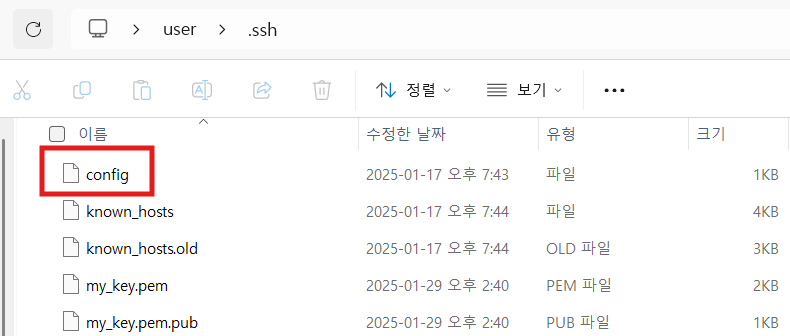 user > .ssh
정렬 보기
이름 수정한 날짜 유형 크기
config 2025-01-17 오후 7:43 파일 1KB
known_hosts 2025-01-17 오후 7:44 파일 4KB
known_hosts.old 2025-01-17 오후 7:44 OLD 파일 3KB
my_key.pem 2025-01-29 오후 2:40 PEM 파일 2KB
my_key.pem.pub 2025-01-29 오후 2:40 PUB 파일 1KB